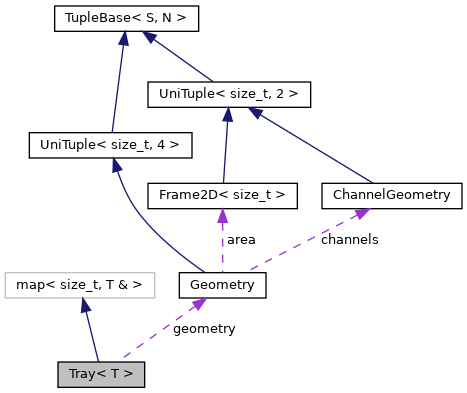 TupleBase< S, N >
UniTuple< size_t, 2 >
UniTuple< size_t, 4 >
Frame2D< size_t >
ChannelGeometry
area
channels
map< size_t, T & >
Geometry
geometry
Tray< T >